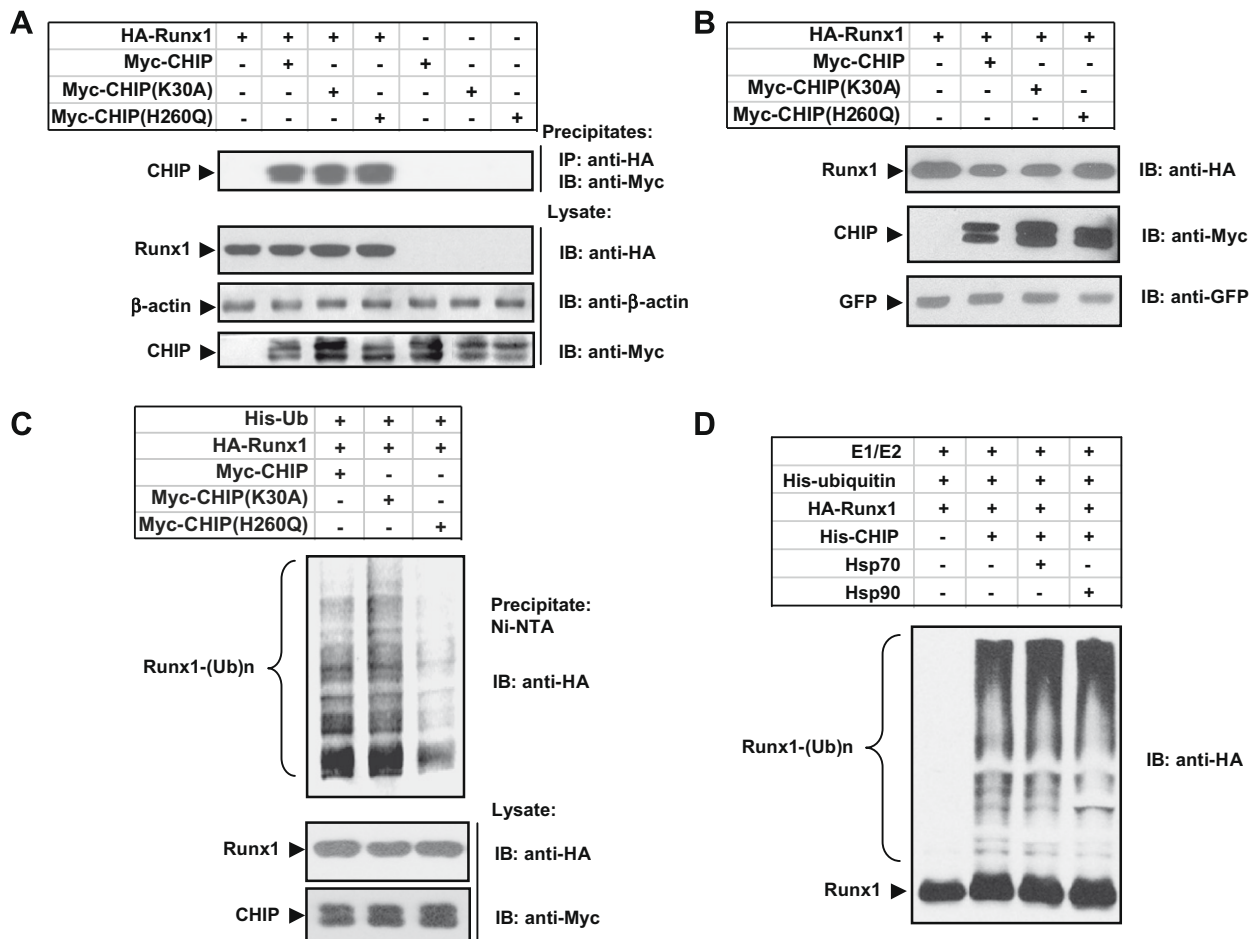 A
HA-Runx1 + + + + - - -
Myc-CHIP - + - - + - -
Myc-CHIP(K30A) - - + - - + -
Myc-CHIP(H260Q) - - - + - - +
Precipitates:
CHIP
IP: anti-HA
IB: anti-Myc
Lysate:
Runx1
IB: anti-HA
β-actin
IB: anti-β-actin
CHIP
IB: anti-Myc
B
HA-Runx1 + + + +
Myc-CHIP - + - -
Myc-CHIP(K30A) - - + -
Myc-CHIP(H260Q) - - - +
Runx1
IB: anti-HA
CHIP
IB: anti-Myc
GFP
IB: anti-GFP
C
His-Ub + + +
HA-Runx1 + + +
Myc-CHIP + - -
Myc-CHIP(K30A) - + -
Myc-CHIP(H260Q) - - +
Precipitate:
Ni-NTA
Runx1-(Ub)n
IB: anti-HA
Lysate:
Runx1
IB: anti-HA
CHIP
IB: anti-Myc
D
E1/E2 + + + +
His-ubiquitin + + + +
HA-Runx1 + + + +
His-CHIP - + + +
Hsp70 - - + -
Hsp90 - - - +
Runx1-(Ub)n
IB: anti-HA
Runx1